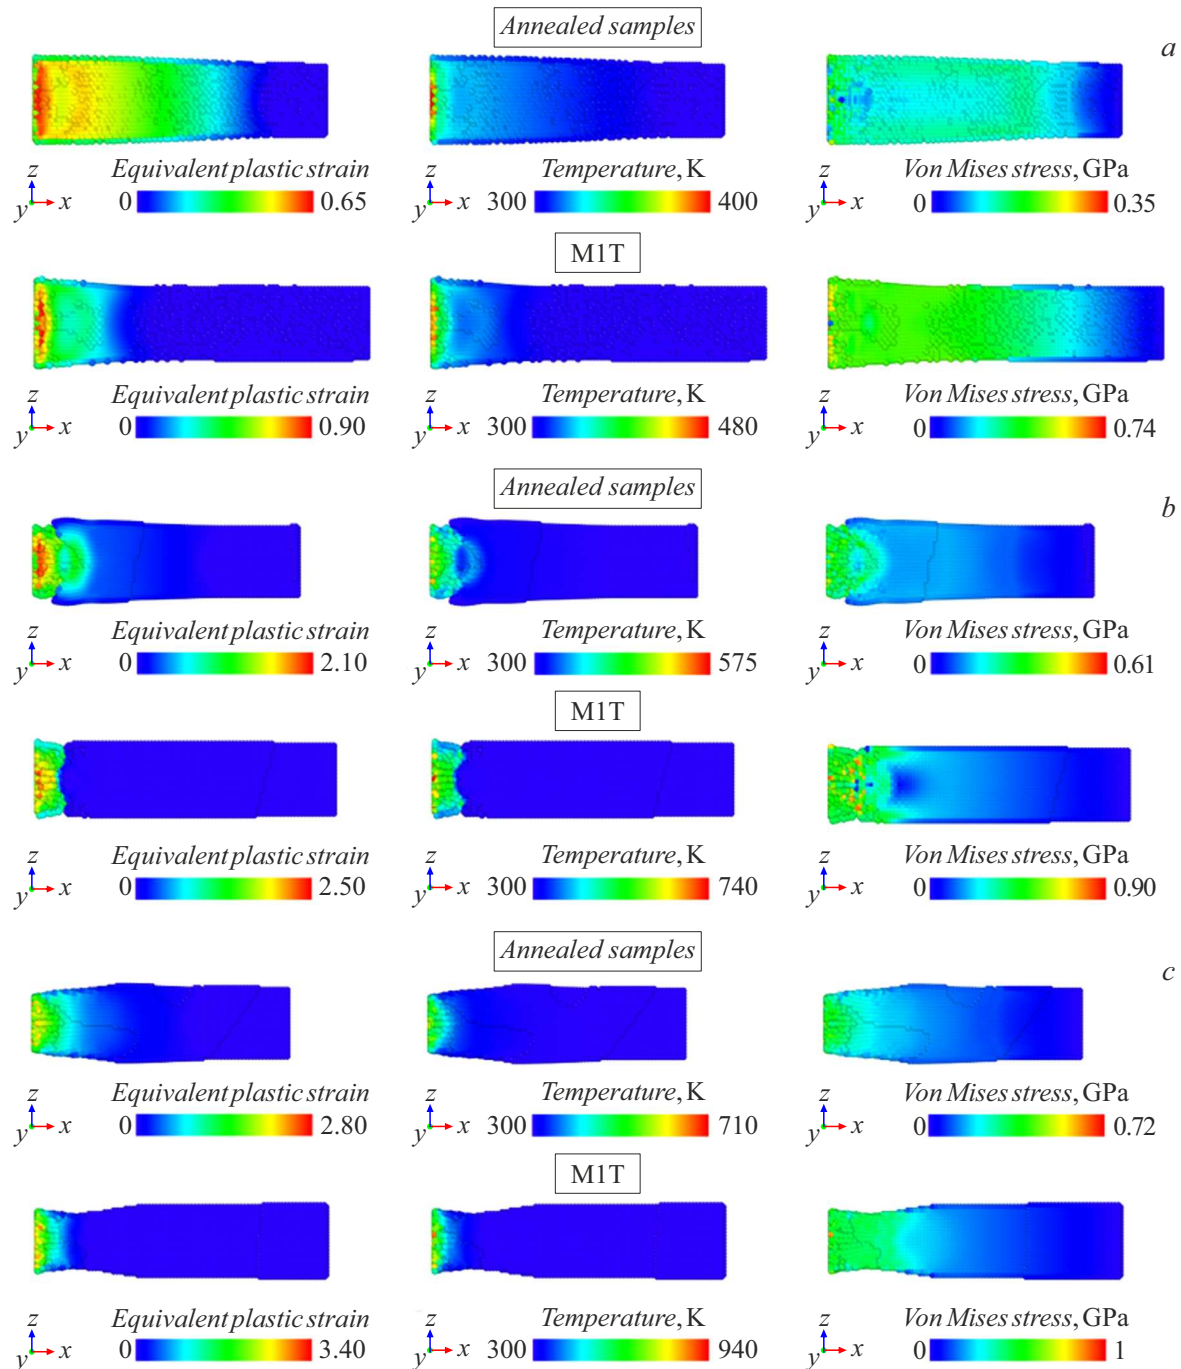 Annealed samples
a
Equivalent plastic strain Temperature, K Von Mises stress, GPa
z z z
y x 0 0.65 y x 300 400 y x 0 0.35
M1T
Equivalent plastic strain Temperature, K Von Mises stress, GPa
z z z
y x 0 0.90 y x 300 480 y x 0 0.74
Annealed samples
b
Equivalent plastic strain Temperature, K Von Mises stress, GPa
z z z
y x 0 2.10 y x 300 575 y x 0 0.61
M1T
Equivalent plastic strain Temperature, K Von Mises stress, GPa
z z z
y x 0 2.50 y x 300 740 y x 0 0.90
Annealed samples
c
Equivalent plastic strain Temperature, K Von Mises stress, GPa
z z z
y x 0 2.80 y x 300 710 y x 0 0.72
M1T
Equivalent plastic strain Temperature, K Von Mises stress, GPa
z z z
y x 0 3.40 y x 300 940 y x 0 1